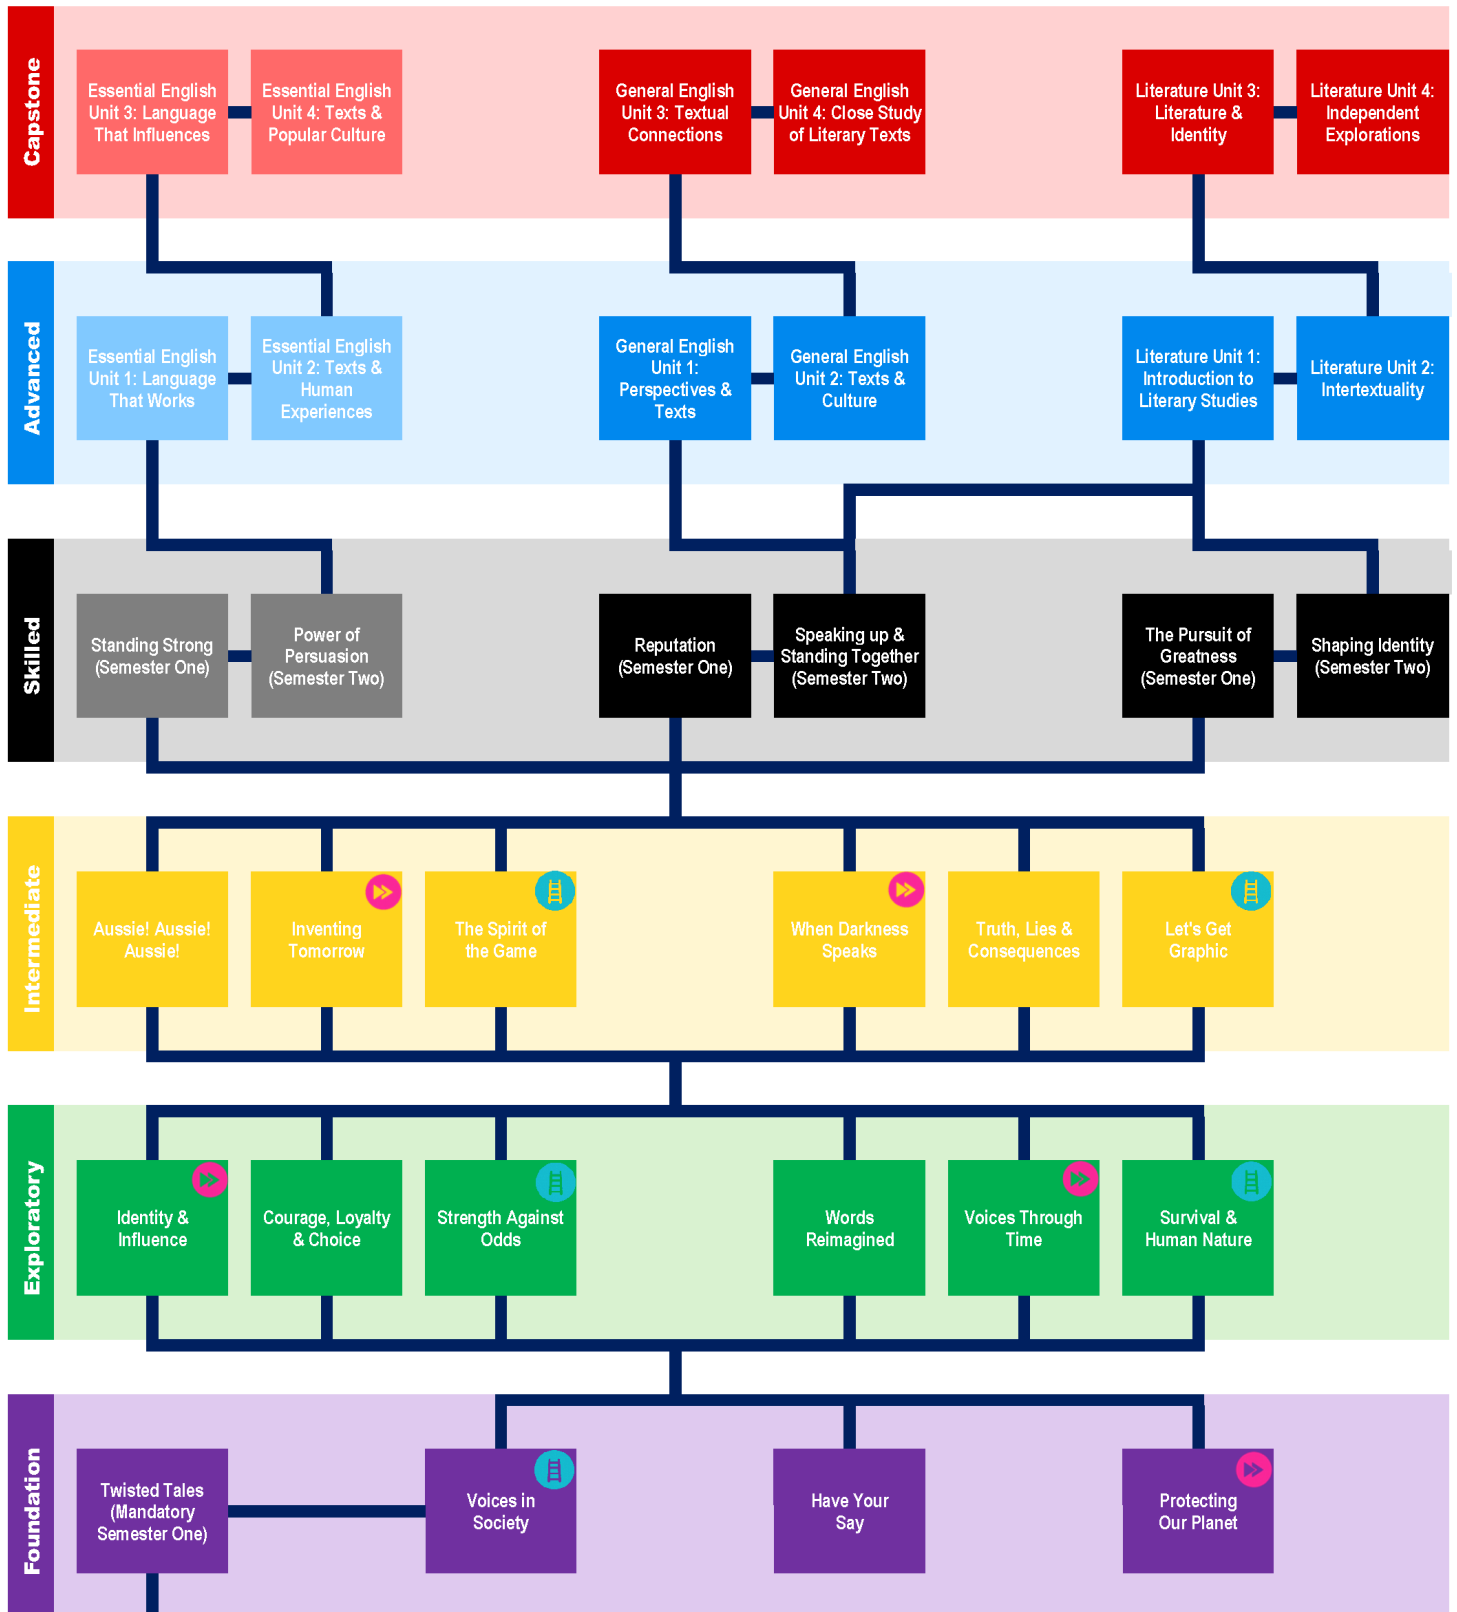 Capstone
Essential English
Unit 3: Language
That Influences
Essential English
Unit 4: Texts &
Popular Culture
General English
Unit 3: Textual
Connections
General English
Unit 4: Close Study
of Literary Texts
Literature Unit 3:
Literature &
Identity
Literature Unit 4:
Independent
Explorations
Advanced
Essential English
Unit 1: Language
That Works
Essential English
Unit 2: Texts &
Human
Experiences
General English
Unit 1:
Perspectives &
Texts
General English
Unit 2: Texts &
Culture
Literature Unit 1:
Introduction to
Literary Studies
Literature Unit 2:
Intertextuality
Skilled
Standing Strong
(Semester One)
Power of
Persuasion
(Semester Two)
Reputation
(Semester One)
Speaking up &
Standing Together
(Semester Two)
The Pursuit of
Greatness
(Semester One)
Shaping Identity
(Semester Two)
Intermediate
Aussie! Aussie!
Aussie!
Inventing
Tomorrow
The Spirit of
the Game
When Darkness
Speaks
Truth, Lies &
Consequences
Let's Get
Graphic
Exploratory
Identity &
Influence
Courage, Loyalty
& Choice
Strength Against
Odds
Words
Reimagined
Voices Through
Time
Survival &
Human Nature
Foundation
Twisted Tales
(Mandatory
Semester One)
Voices in
Society
Have Your
Say
Protecting
Our Planet